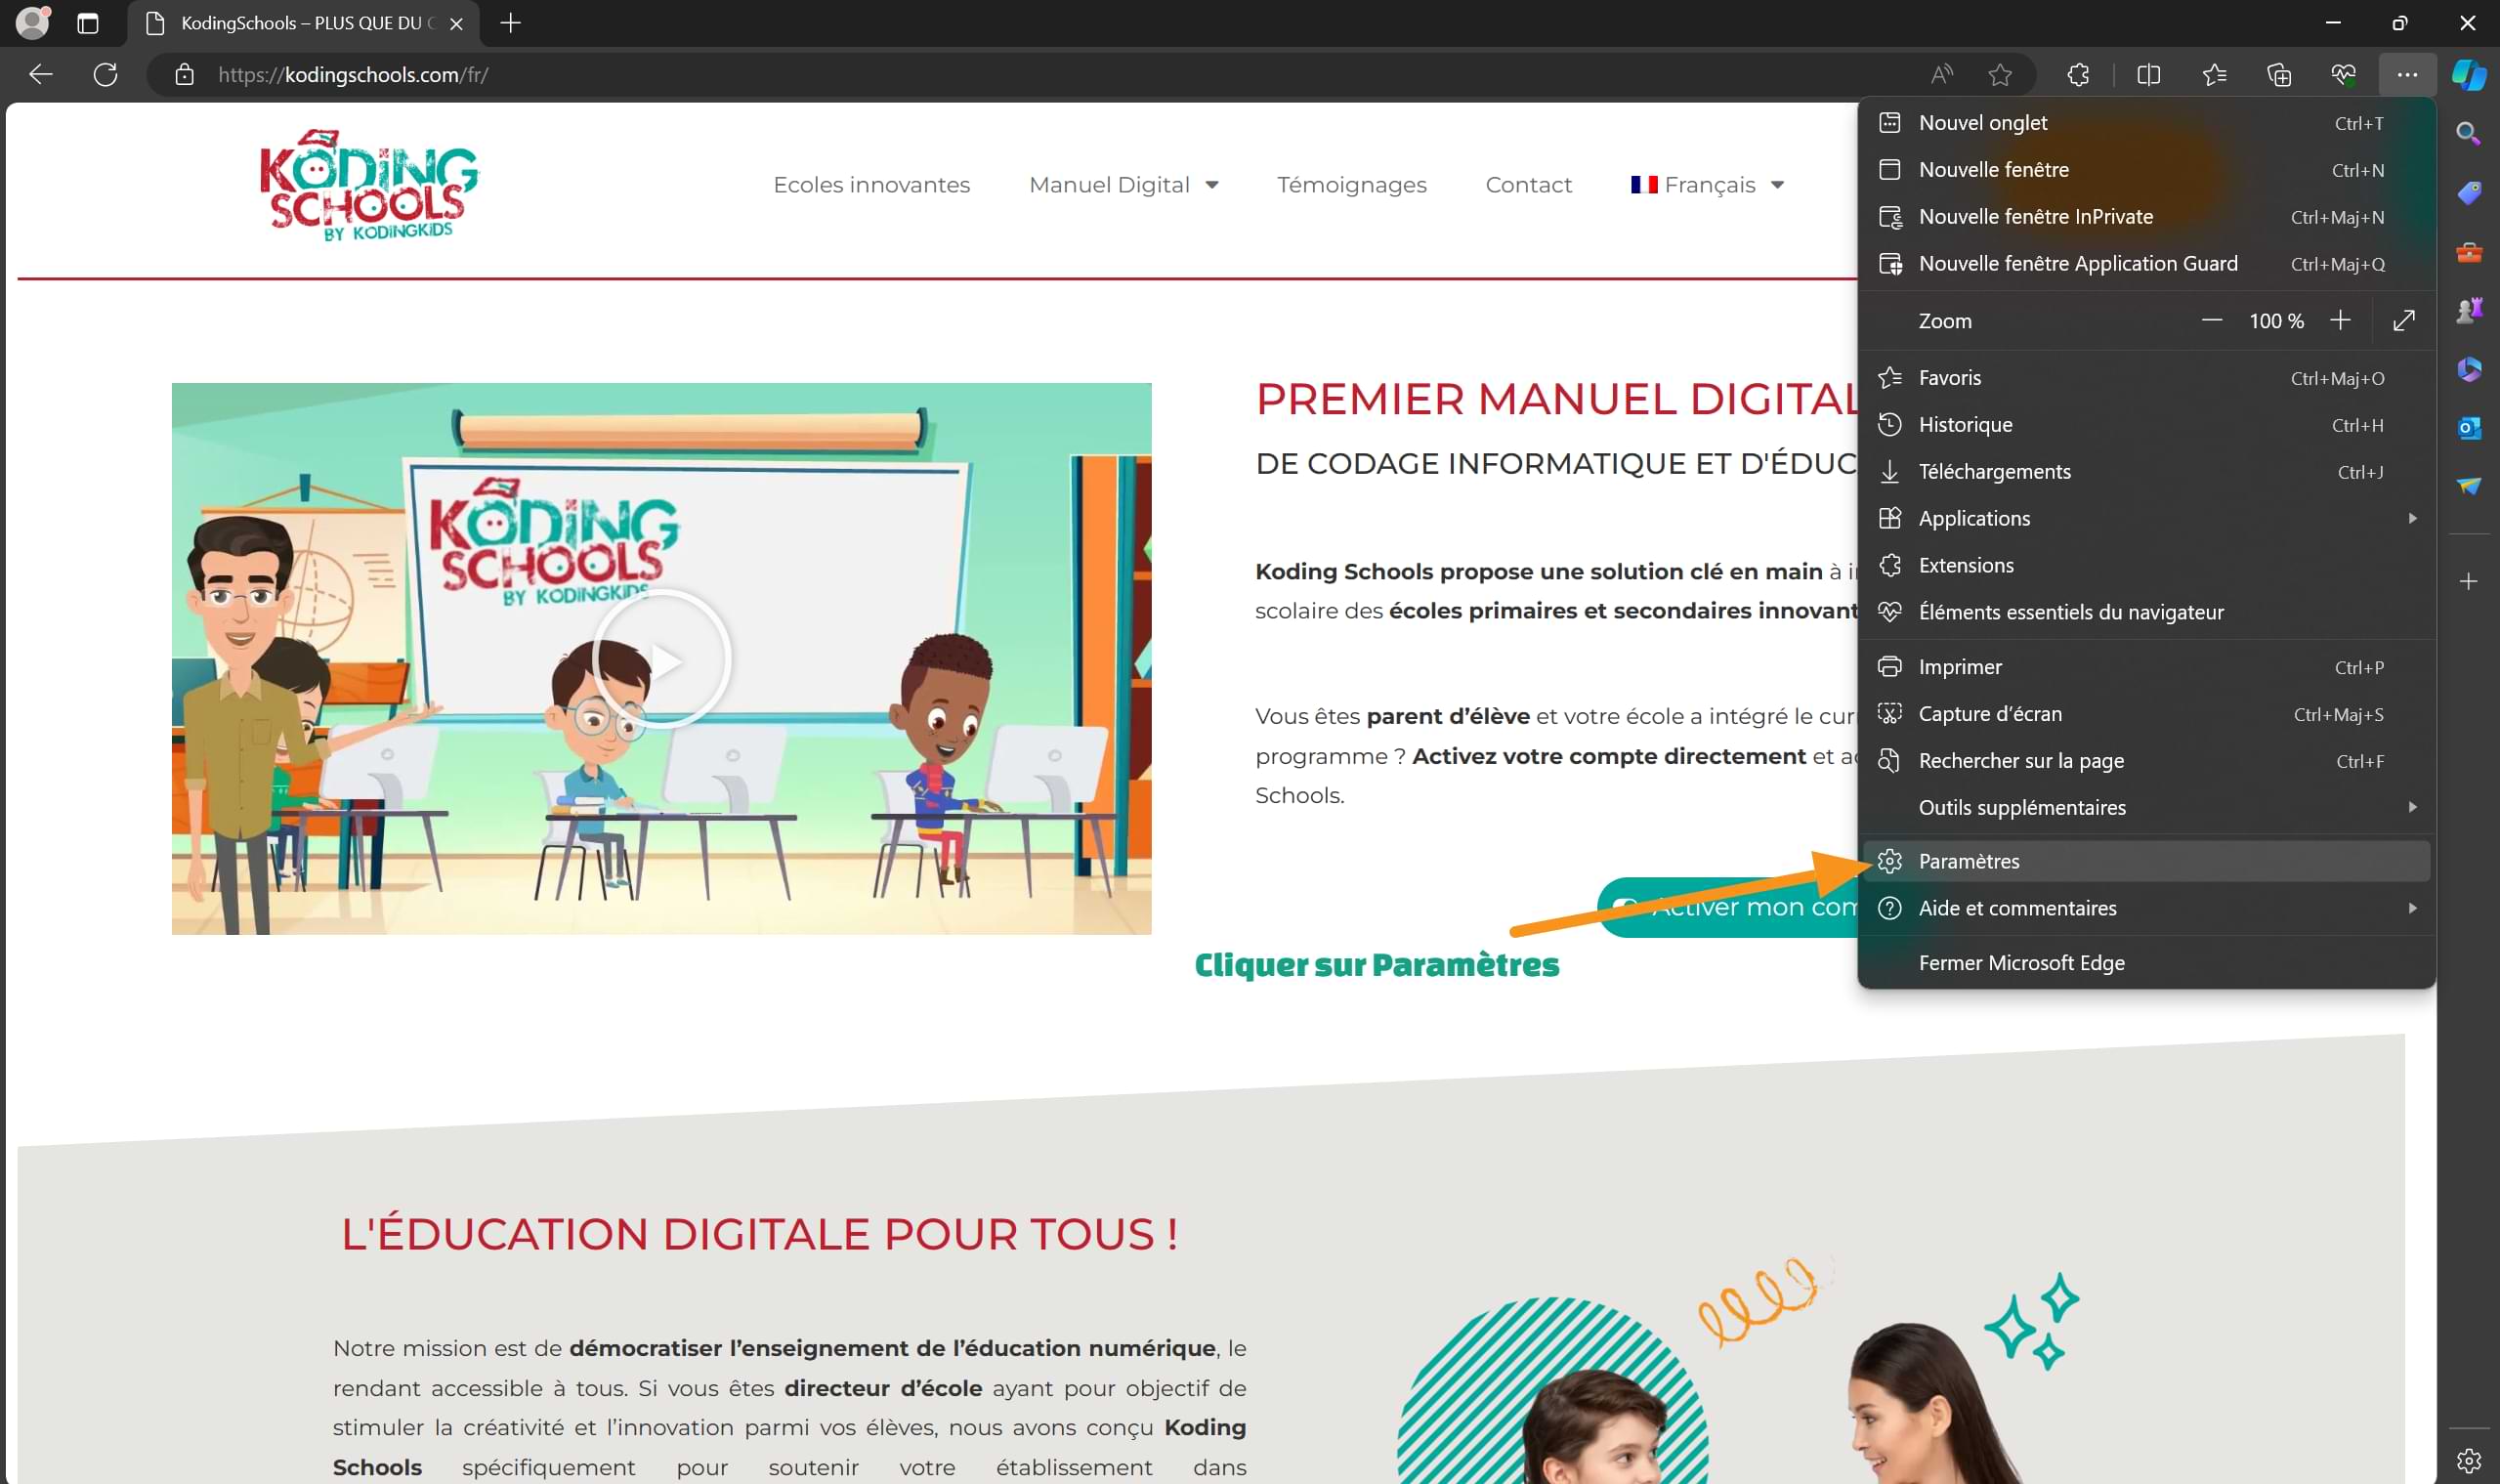 KodingSchools – PLUS QUE DU C
https://kodingschools.com/fr/
KODING
SCHOOLS
BY KODINGKIDS
Ecoles innovantes
Manuel Digital
Témoignages
Contact
Français
PREMIER MANUEL DIGITAL
DE CODAGE INFORMATIQUE ET D'ÉDUC
KODING
SCHOOLS
BY KODINGKIDS
Koding Schools propose une solution clé en main à i
scolaire des écoles primaires et secondaires innovant
Vous êtes parent d’élève et votre école a intégré le cur
programme ? Activez votre compte directement et a
Schools.
Activer mon com
Cliquer sur Paramètres
Nouvel onglet Ctrl+T
Nouvelle fenêtre Ctrl+N
Nouvelle fenêtre InPrivate Ctrl+Maj+N
Nouvelle fenêtre Application Guard Ctrl+Maj+Q
Zoom 100 %
Favoris Ctrl+Maj+O
Historique Ctrl+H
Téléchargements Ctrl+J
Applications
Extensions
Éléments essentiels du navigateur
Imprimer Ctrl+P
Capture d’écran Ctrl+Maj+S
Rechercher sur la page Ctrl+F
Outils supplémentaires
Paramètres
Aide et commentaires
Fermer Microsoft Edge
L'ÉDUCATION DIGITALE POUR TOUS !
Notre mission est de démocratiser l’enseignement de l’éducation numérique, le
rendant accessible à tous. Si vous êtes directeur d’école ayant pour objectif de
stimuler la créativité et l’innovation parmi vos élèves, nous avons conçu Koding
Schools spécifiquement pour soutenir votre établissement dans